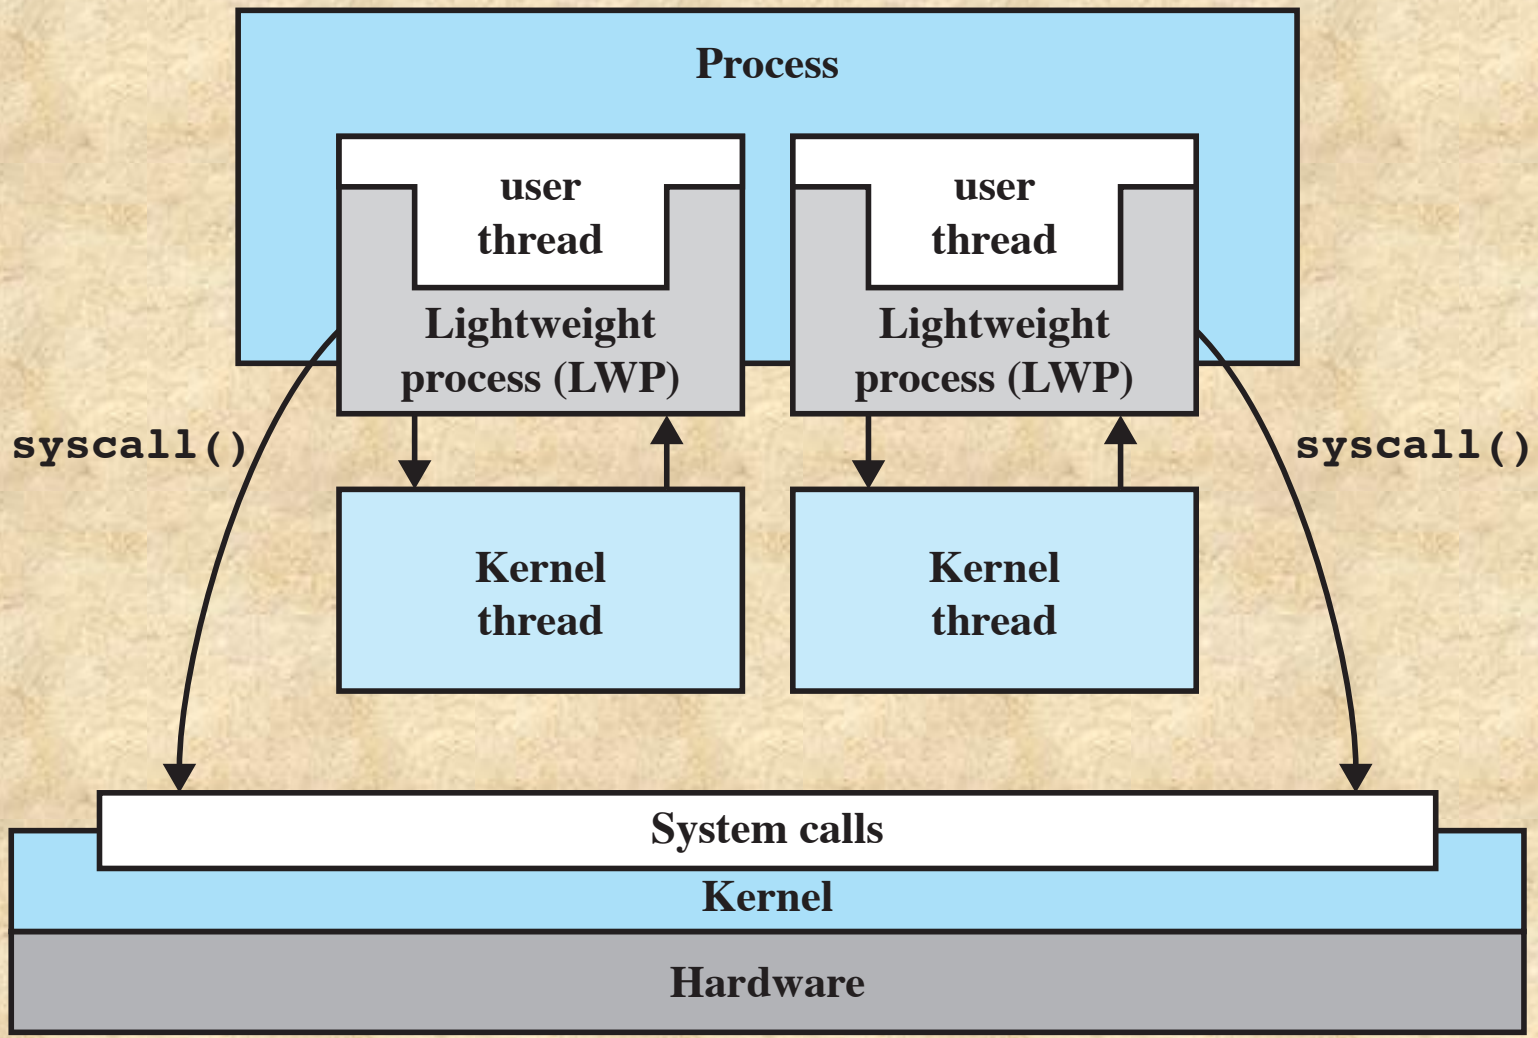 Process
user
thread
Lightweight
process (LWP)
user
thread
Lightweight
process (LWP)
syscall()
syscall()
Kernel
thread
Kernel
thread
System calls
Kernel
Hardware